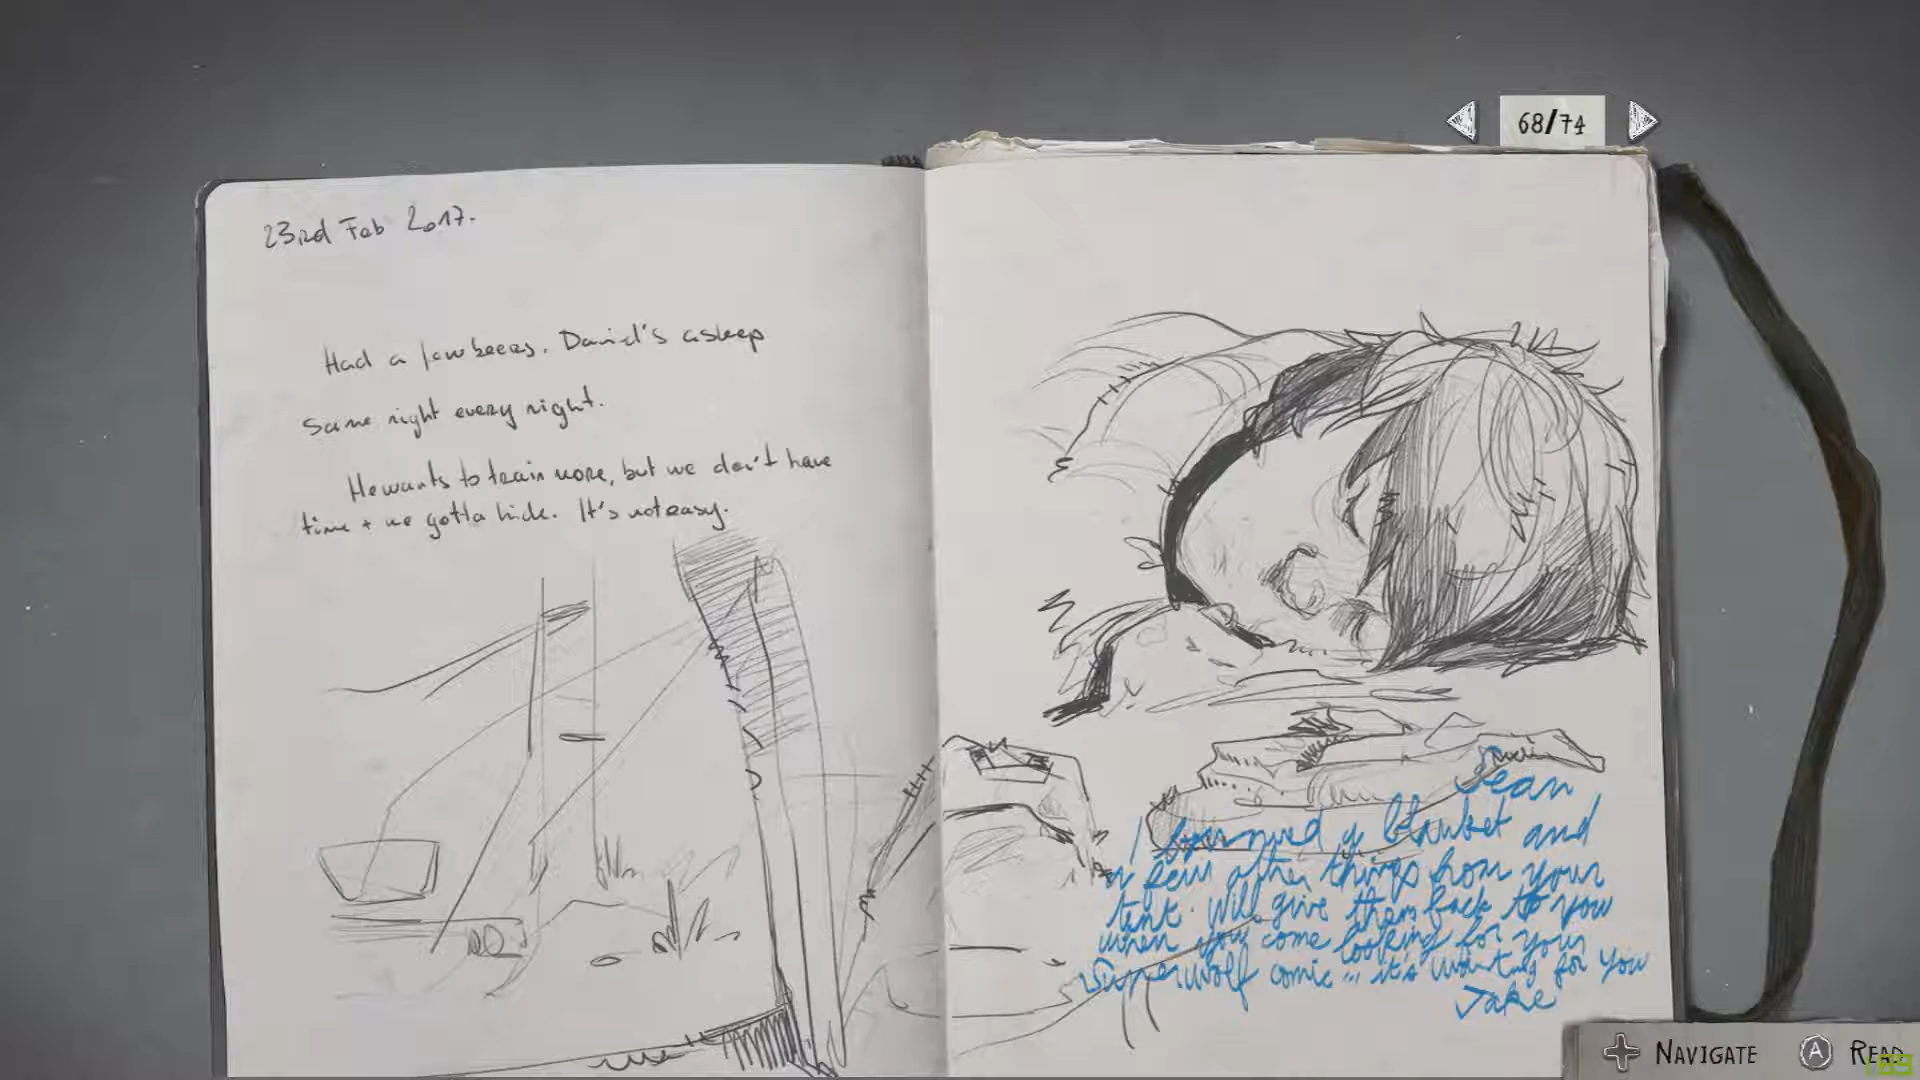 68/74
23rd Feb 2017.
Had a few beers. Daniel's asleep
Same night every night.
He wants to train more, but we don't have
time + we gotta hide. It's not easy.
Sean
I borrowed a blanket and
a few other things from your
tent. Will give them back to you
when you come looking for your
Superwolf comic... it's waiting for you
Jake
NAVIGATE
A READ